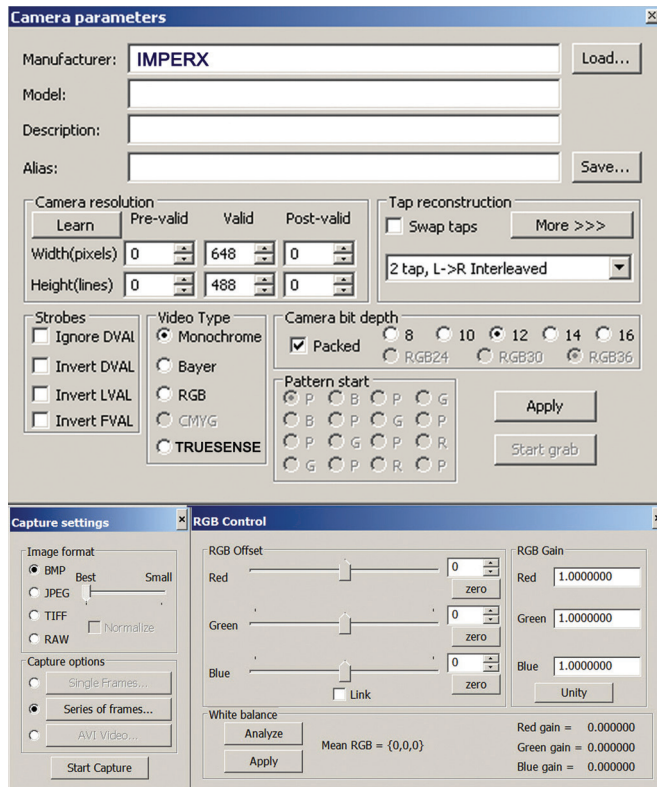 Camera parameters
Manufacturer: IMPERX Load...
Model:
Description:
Alias: Save...
Camera resolution
Learn Pre-valid Valid Post-valid
Width(pixels) 0 648 0
Height(lines) 0 488 0
Tap reconstruction
Swap taps More >>>
2 tap, L->R Interleaved
Strobes
Ignore DVAL
Invert DVAL
Invert LVAL
Invert FVAL
Video Type
Monochrome
Bayer
RGB
CMYG
TRUESENSE
Camera bit depth
Packed 8 10 12 14 16
RGB24 RGB30 RGB36
Pattern start
P B P G
B P G P
P G P R
G P R P
Apply
Start grab
Capture settings
Image format
BMP Best Small
JPEG
TIFF Normalize
RAW
Capture options
Single Frames...
Series of frames...
AVI Video...
Start Capture
RGB Control
RGB Offset
Red 0
zero
Green 0
zero
Blue 0
Link zero
RGB Gain
Red 1.0000000
Green 1.0000000
Blue 1.0000000
Unity
White balance
Analyze
Apply
Mean RGB = {0,0,0}
Red gain = 0.000000
Green gain = 0.000000
Blue gain = 0.000000